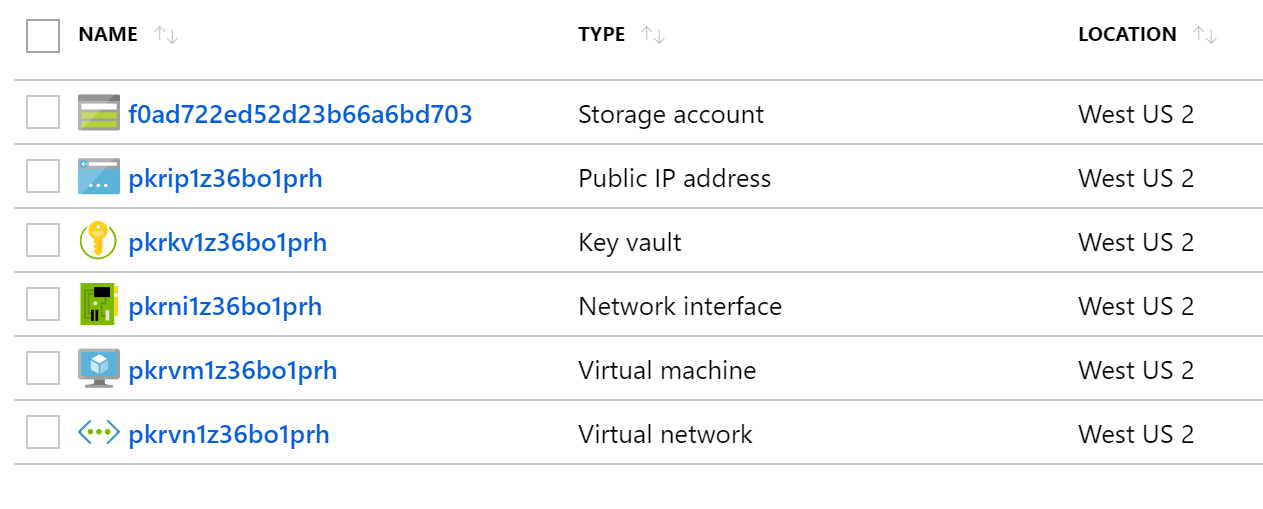 NAME TYPE LOCATION
f0ad722ed52d23b66a6bd703 Storage account West US 2
pkrip1z36bo1prh Public IP address West US 2
pkrkv1z36bo1prh Key vault West US 2
pkrni1z36bo1prh Network interface West US 2
pkrvm1z36bo1prh Virtual machine West US 2
pkrvn1z36bo1prh Virtual network West US 2